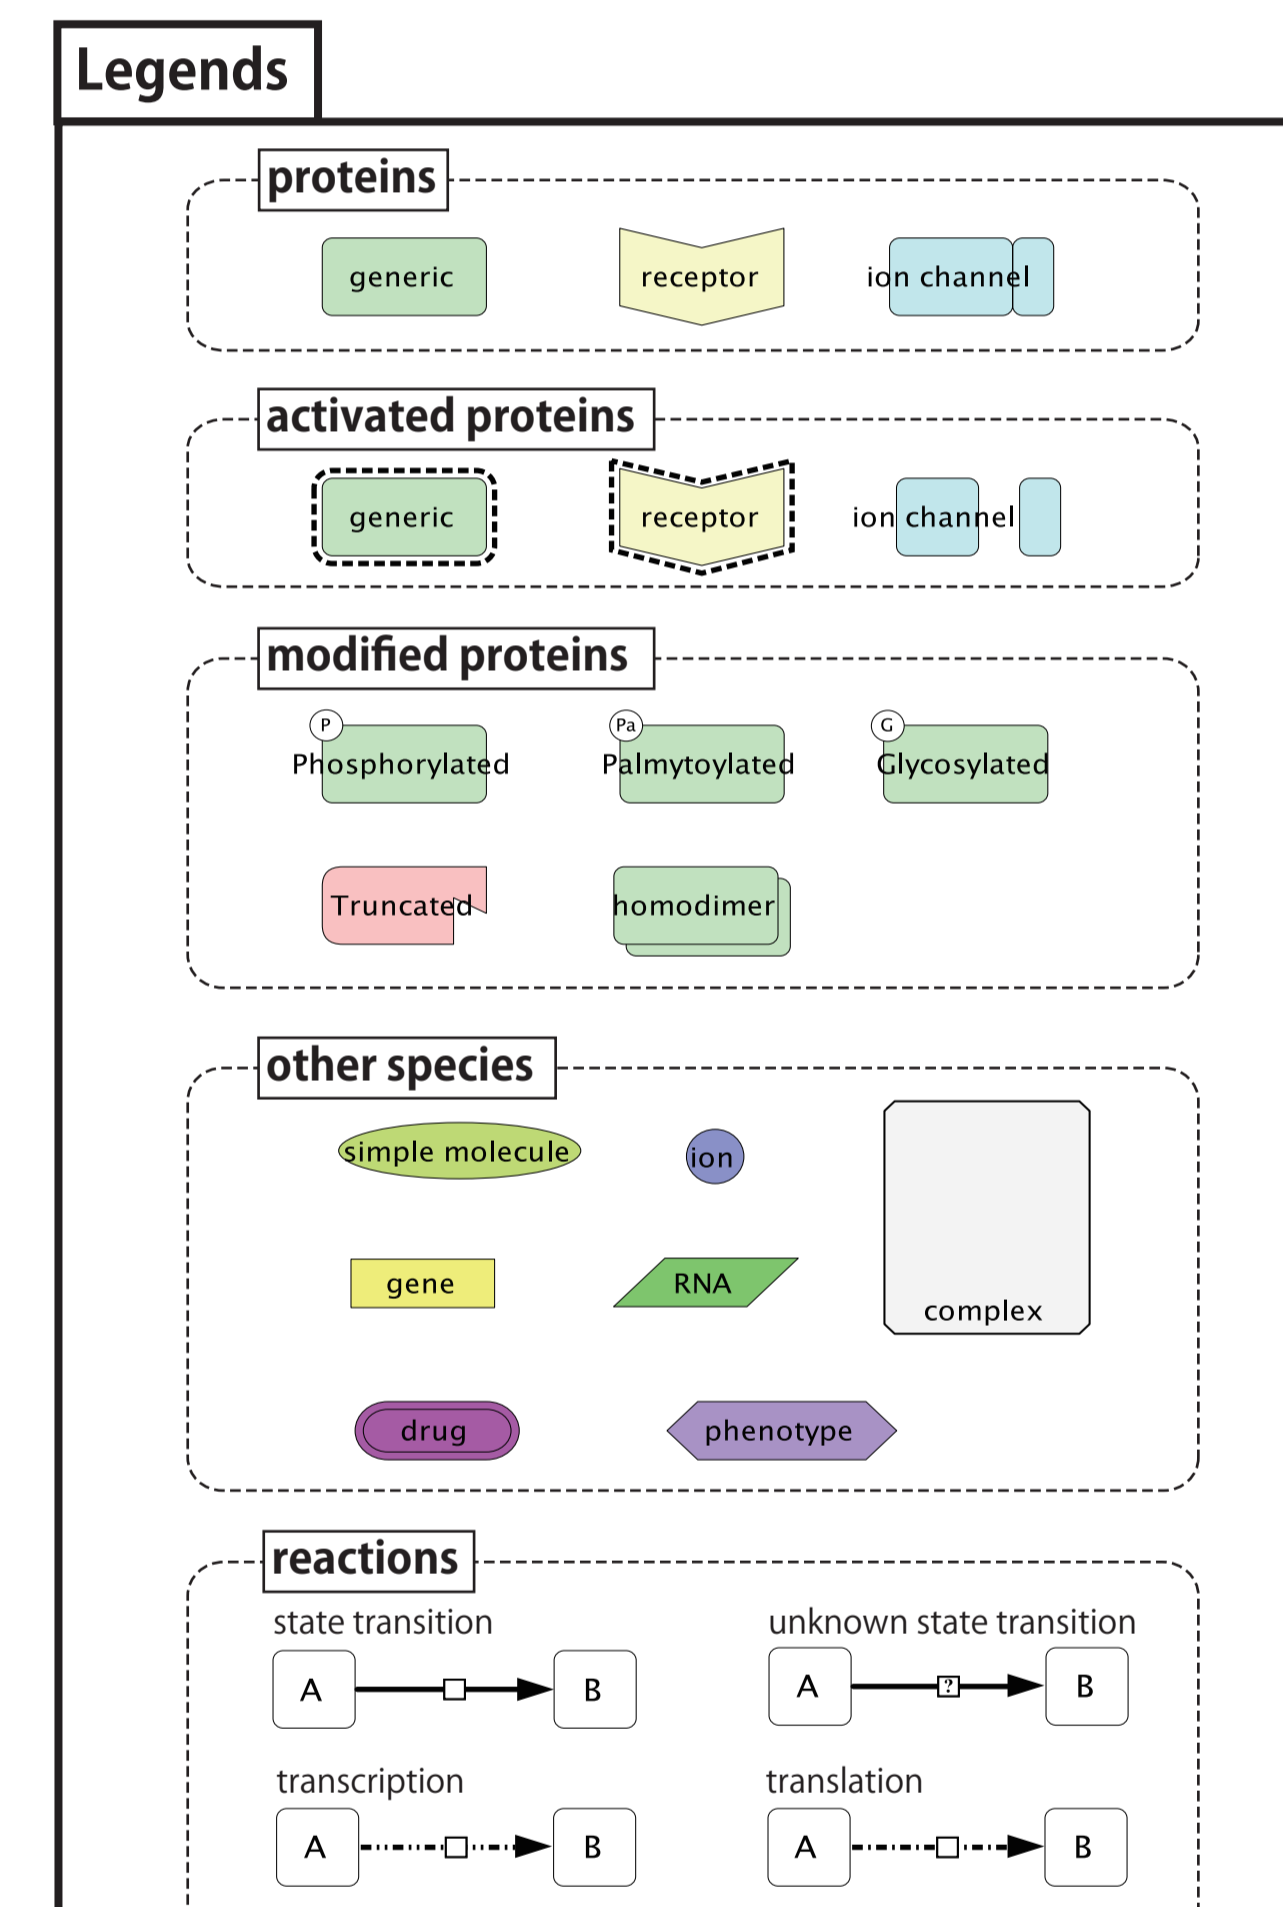 Legends
proteins
generic
receptor
ion channel
activated proteins
generic
receptor
ion channel
modified proteins
P
Pa
G
Phosphorylated
Palmytoylated
Glycosylated
Truncated
homodimer
other species
simple molecule
ion
gene
RNA
complex
drug
phenotype
reactions
state transition
unknown state transition
A
B
A
?
B
transcription
translation
A
B
A
B